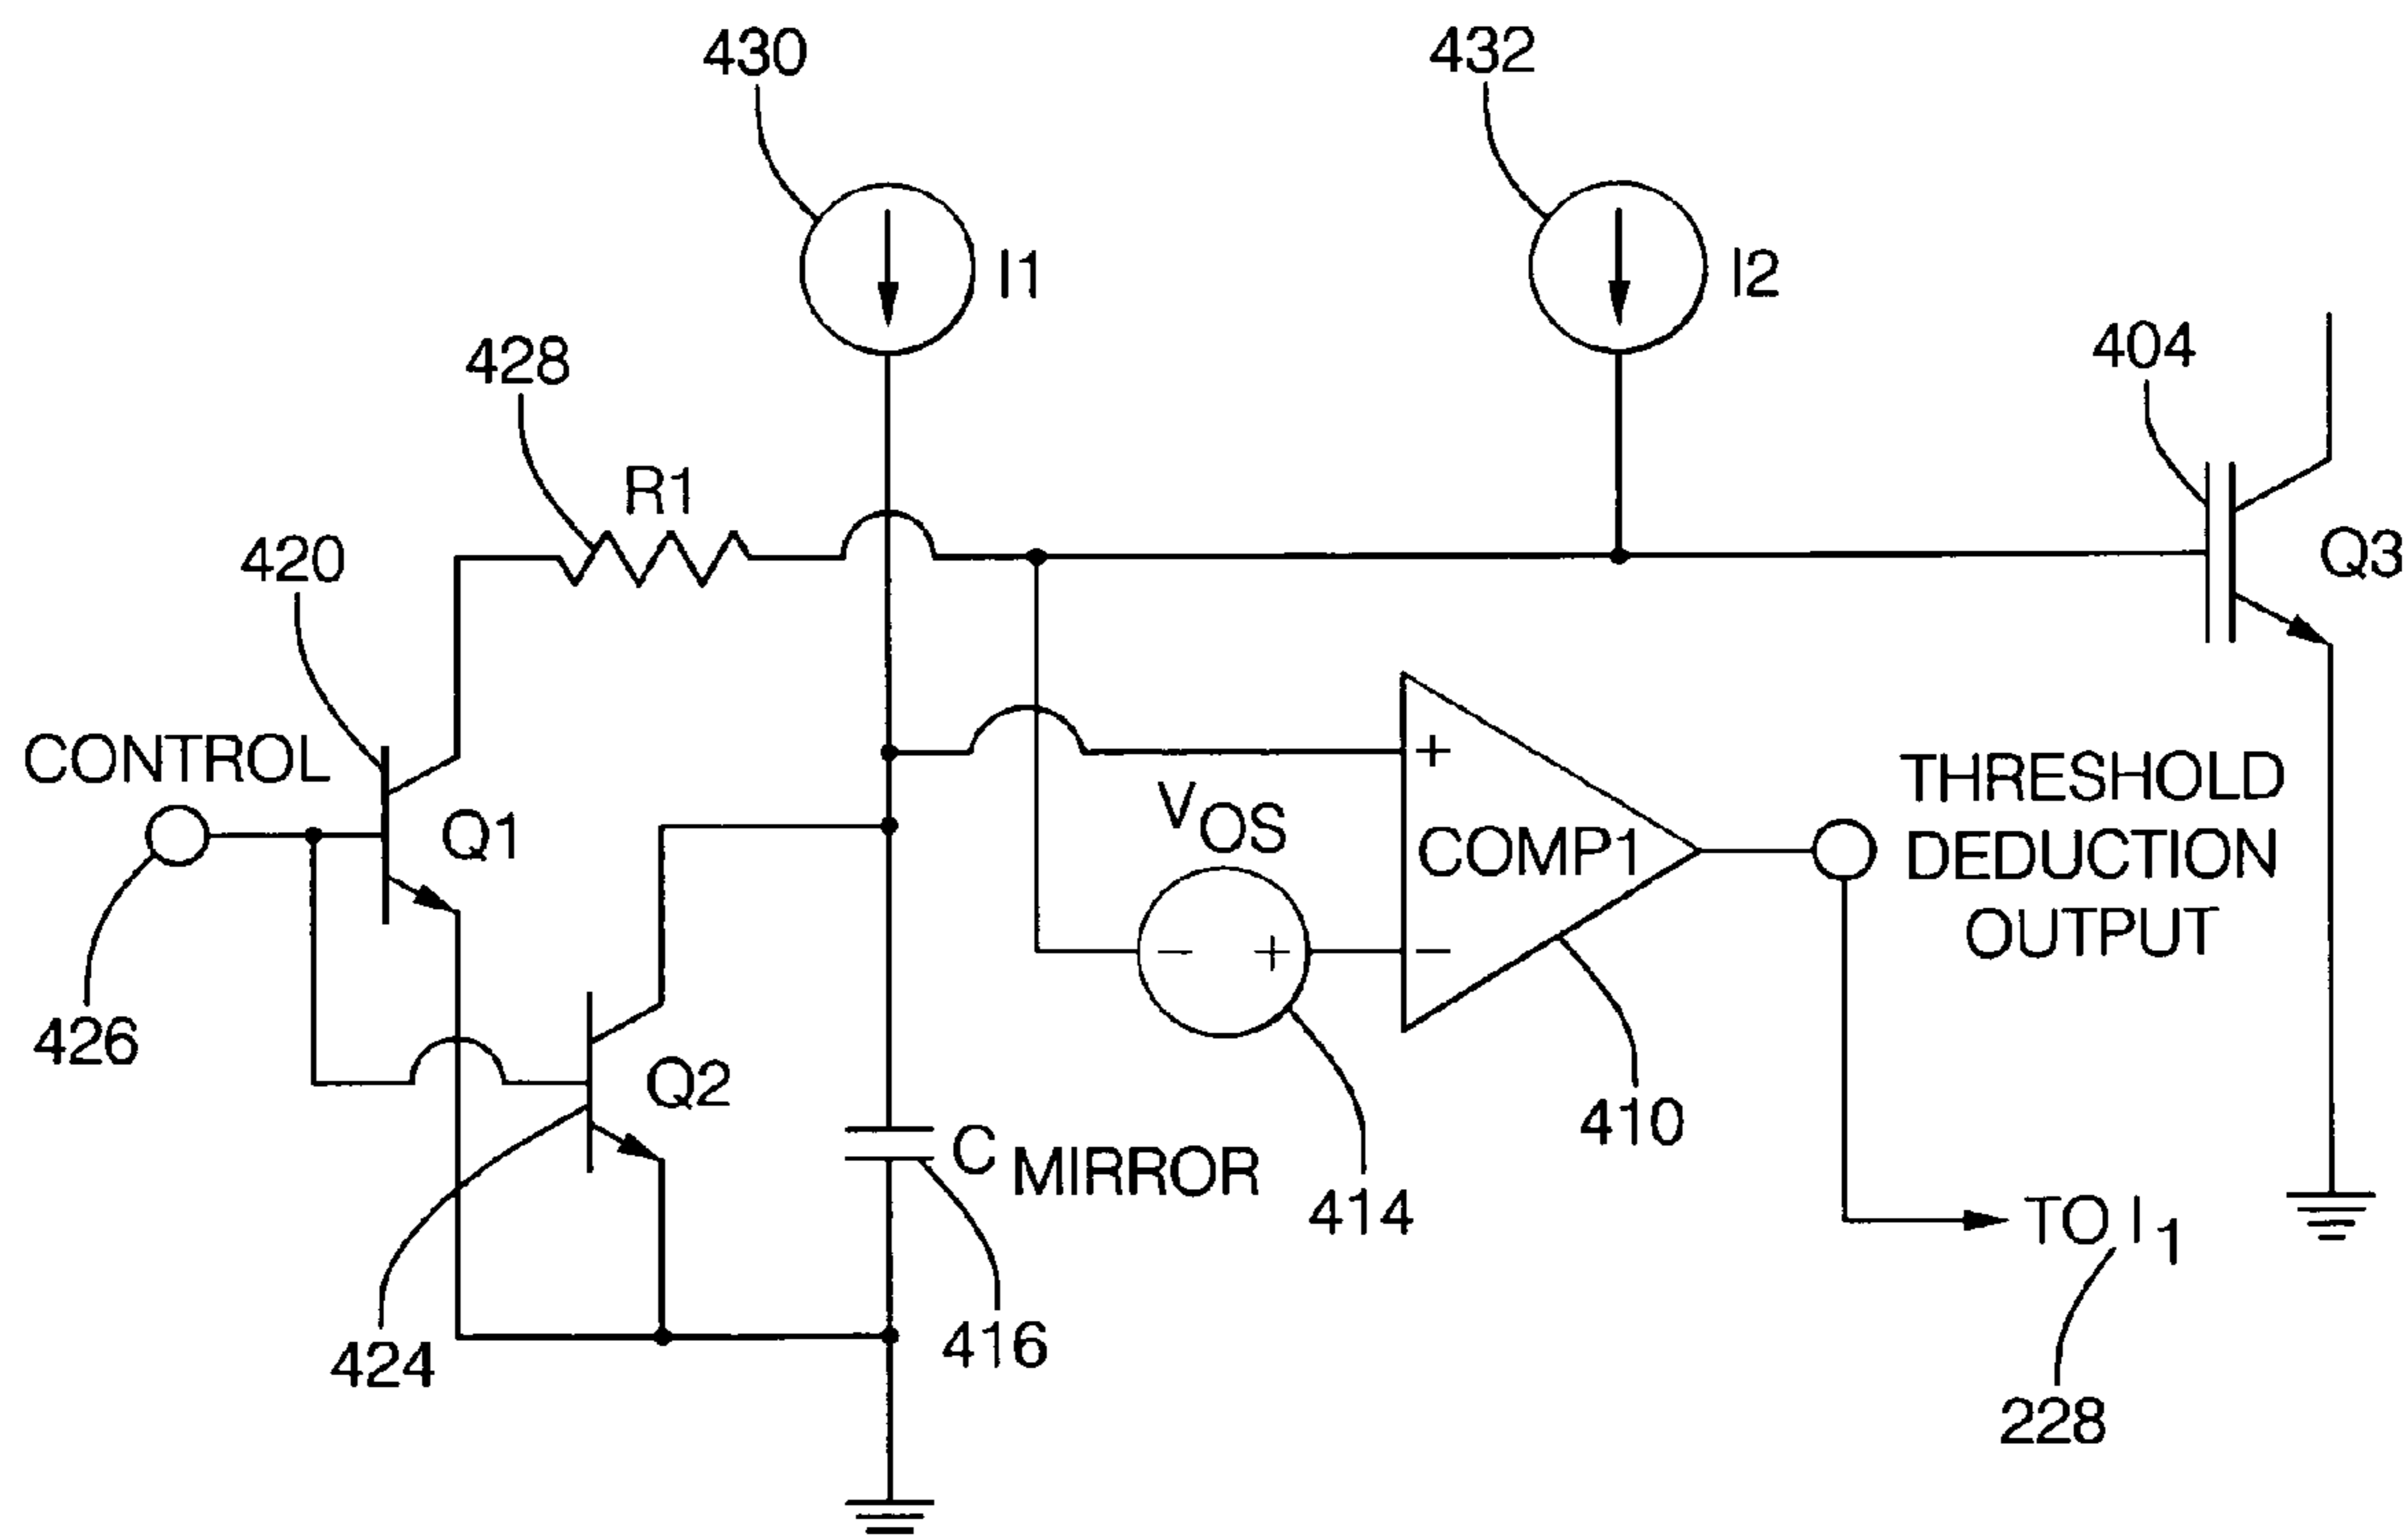 430
432
I1
I2
428
404
R1
420
Q3
CONTROL
Q1
+
VOS
COMP1
THRESHOLD
DEDUCTION
OUTPUT
− +
−
426
Q2
410
C MIRROR
414
TO I1
424
416
228